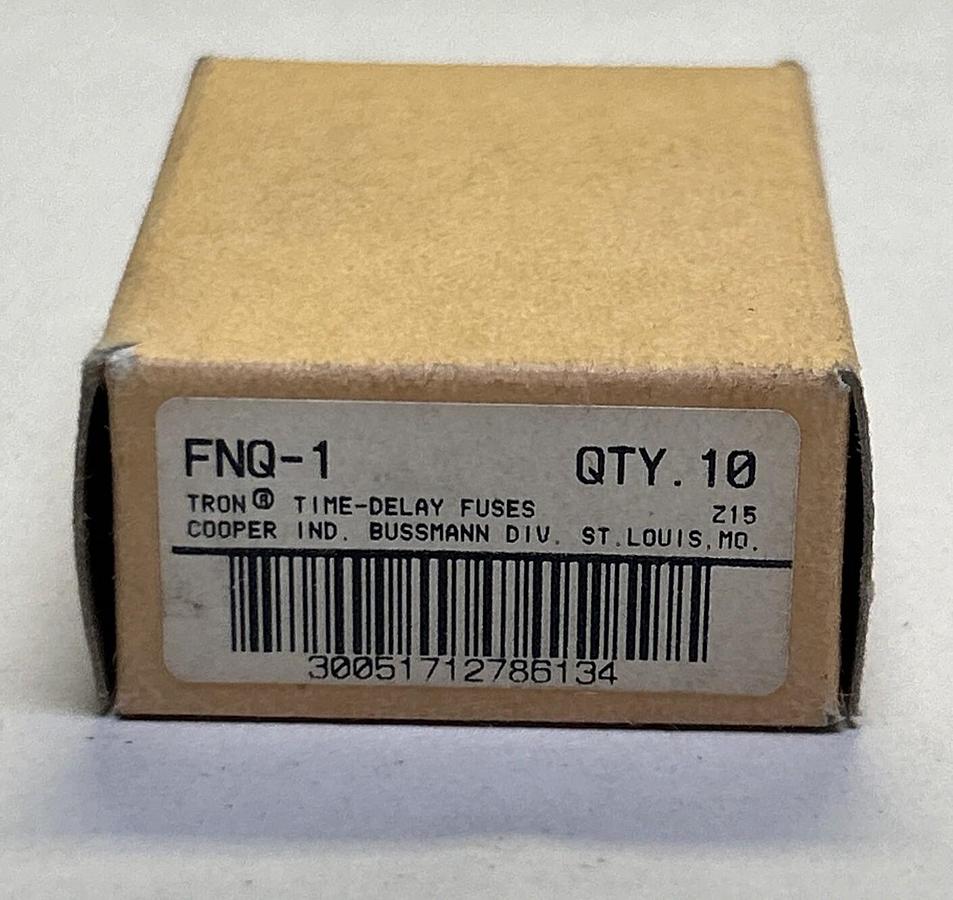 FNQ-1 QTY.10
TRON® TIME-DELAY FUSES Z15
COOPER IND. BUSSMANN DIV. ST.LOUIS,MO.
30051712786134